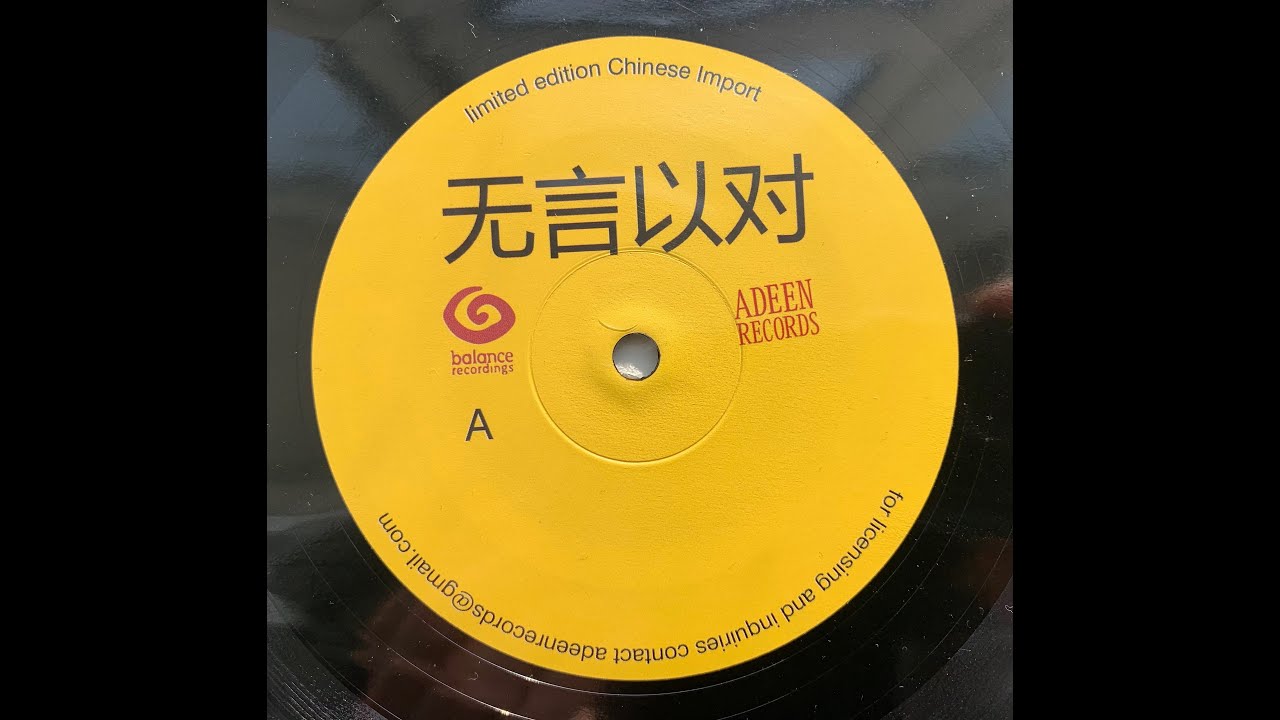 limited edition Chinese Import
无言以对
balance
recordings
ADEEN
RECORDS
A
for licensing and inquiries contact adeenrecords@gmail.com